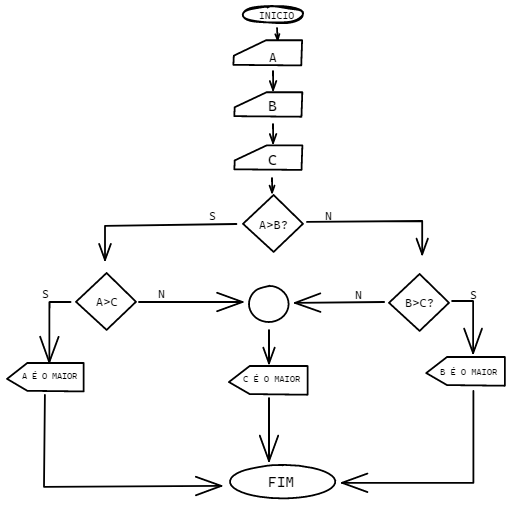 INICIO
A
B
C
S
A>B?
N
S
A>C
N
N
B>C?
S
A É O MAIOR
C É O MAIOR
B É O MAIOR
FIM